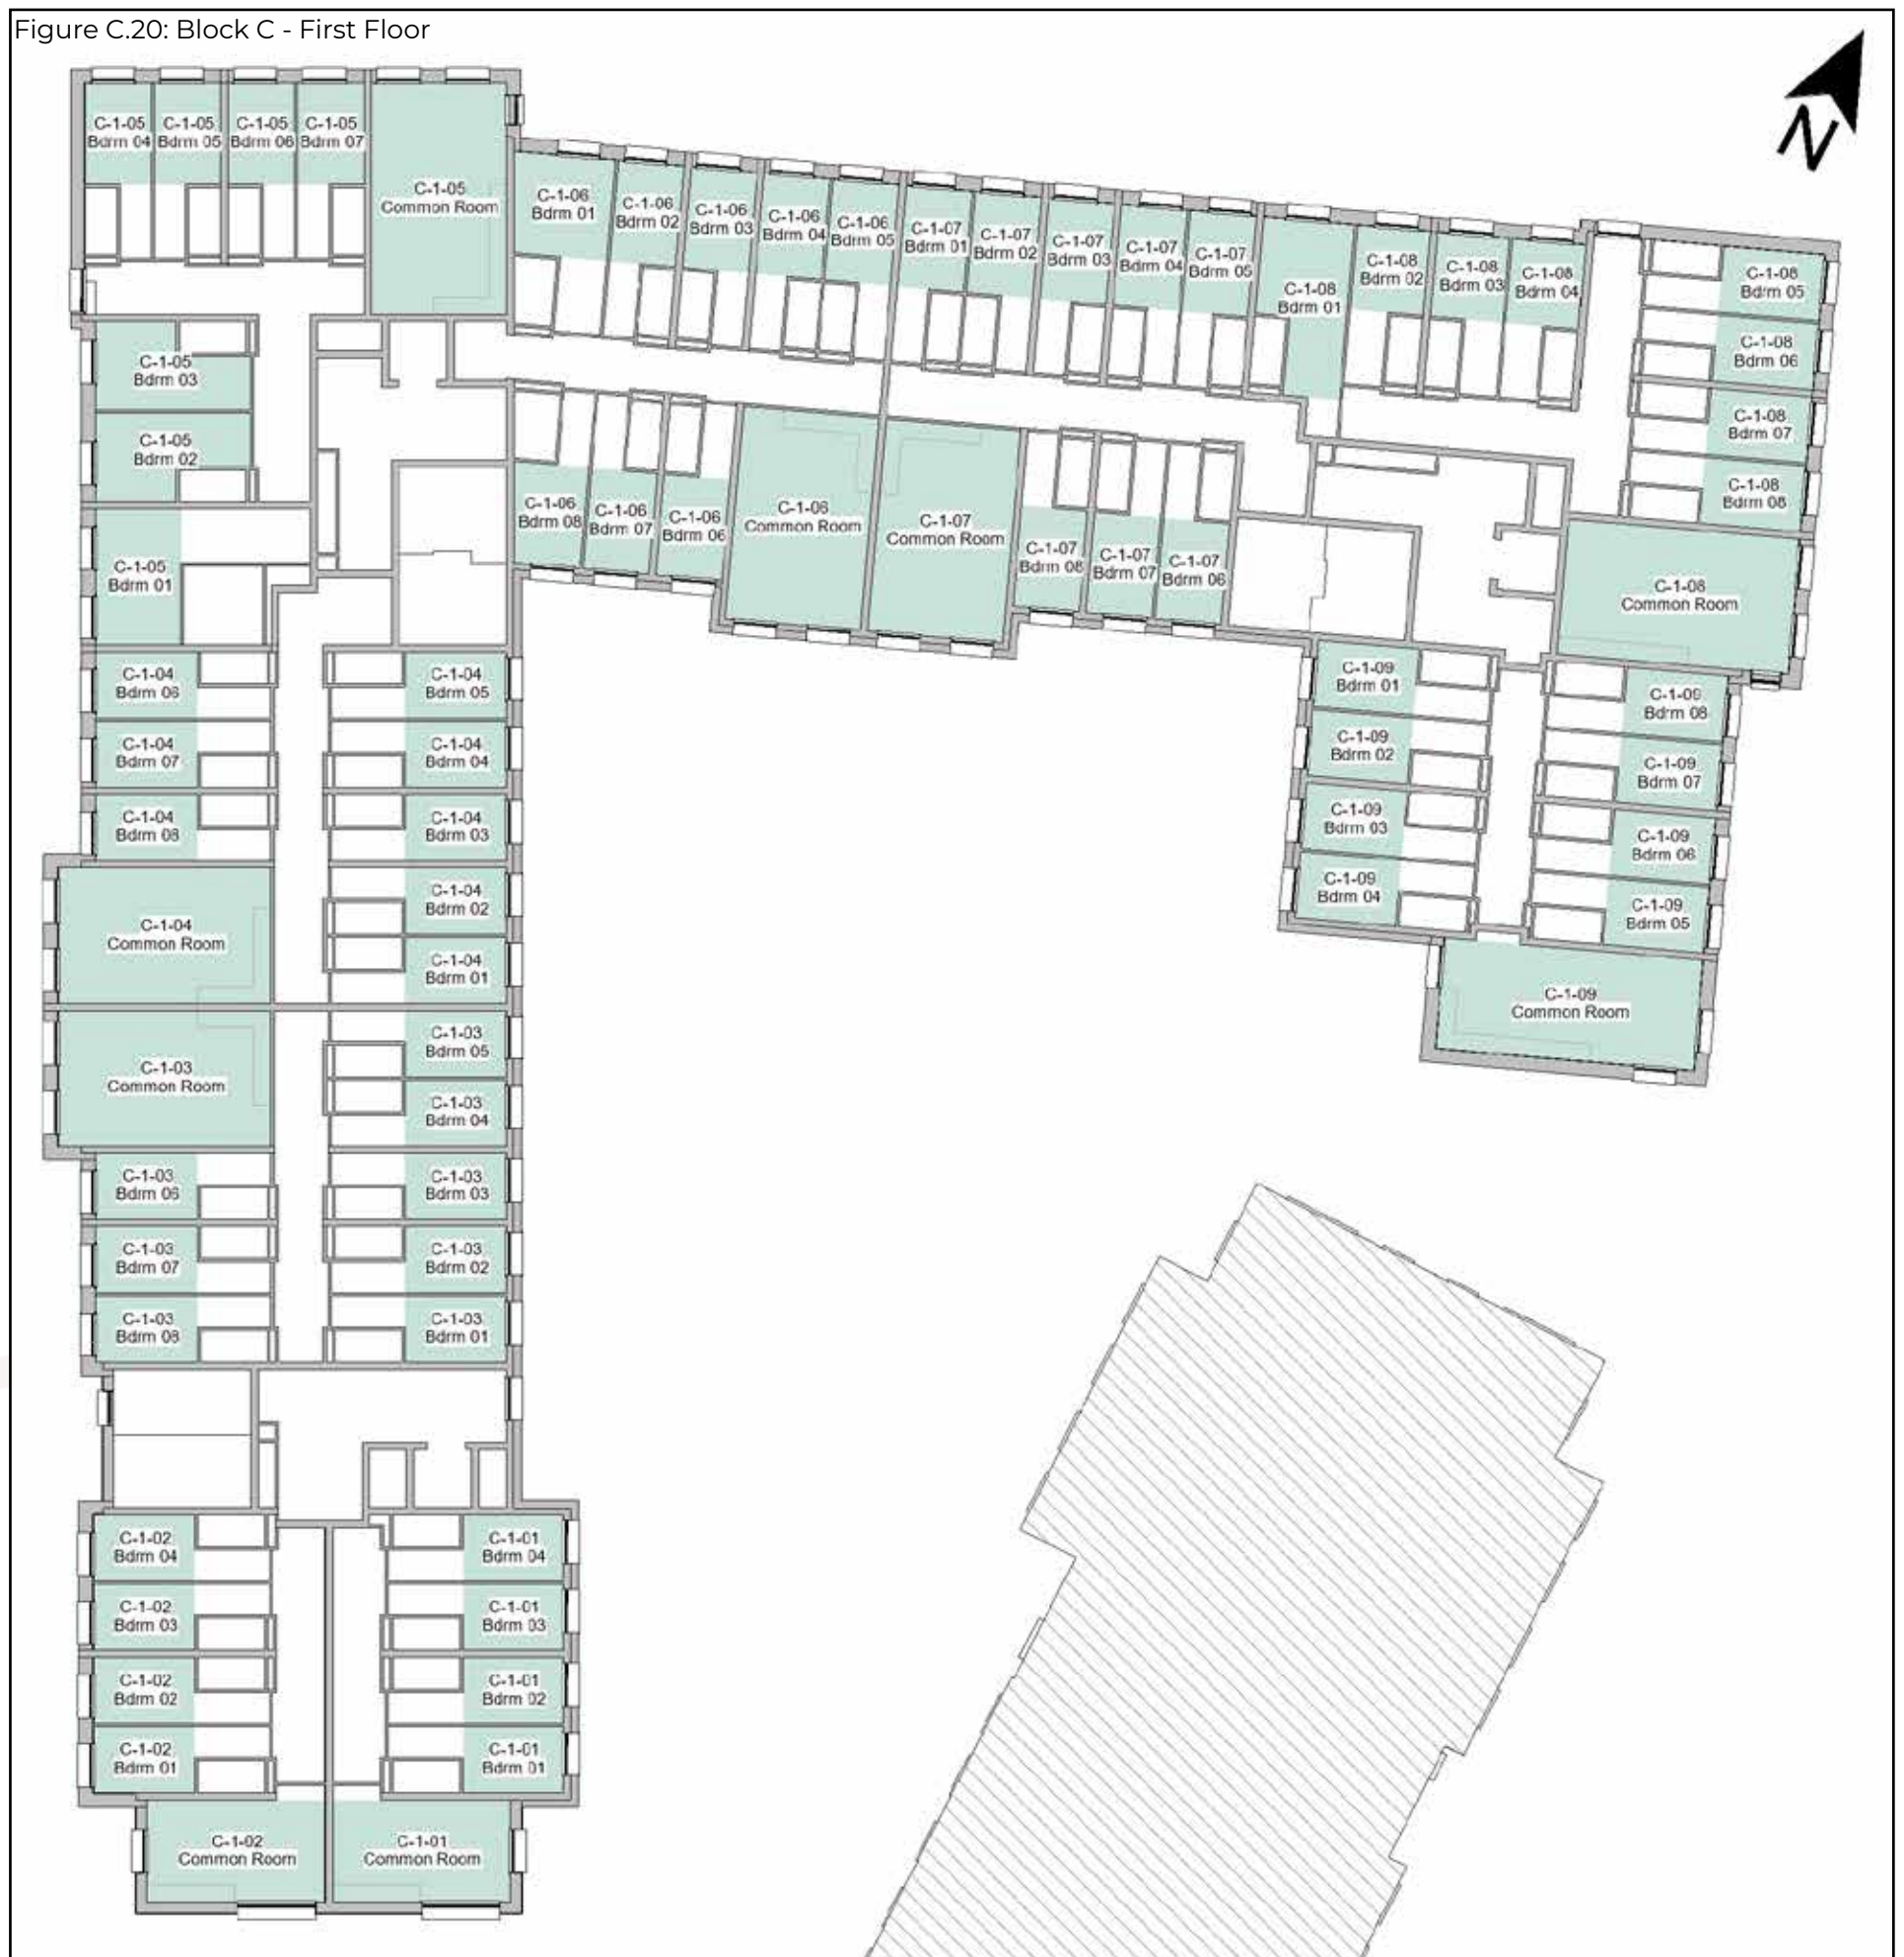 Figure C.20: Block C - First Floor
N
C-1-05
Bdrm 04
C-1-05
Bdrm 05
C-1-05
Bdrm 06
C-1-05
Bdrm 07
C-1-05
Common Room
C-1-06
Bdrm 01
C-1-06
Bdrm 02
C-1-06
Bdrm 03
C-1-06
Bdrm 04
C-1-06
Bdrm 05
C-1-07
Bdrm 01
C-1-07
Bdrm 02
C-1-07
Bdrm 03
C-1-07
Bdrm 04
C-1-07
Bdrm 05
C-1-08
Bdrm 01
C-1-08
Bdrm 02
C-1-08
Bdrm 03
C-1-08
Bdrm 04
C-1-08
Bdrm 05
C-1-08
Bdrm 06
C-1-08
Bdrm 07
C-1-08
Bdrm 08
C-1-05
Bdrm 03
C-1-05
Bdrm 02
C-1-05
Bdrm 01
C-1-06
Bdrm 08
C-1-06
Bdrm 07
C-1-06
Bdrm 06
C-1-06
Common Room
C-1-07
Common Room
C-1-07
Bdrm 08
C-1-07
Bdrm 07
C-1-07
Bdrm 06
C-1-08
Common Room
C-1-04
Bdrm 06
C-1-04
Bdrm 05
C-1-04
Bdrm 07
C-1-04
Bdrm 04
C-1-04
Bdrm 08
C-1-04
Bdrm 03
C-1-04
Bdrm 02
C-1-04
Common Room
C-1-04
Bdrm 01
C-1-09
Bdrm 01
C-1-09
Bdrm 08
C-1-09
Bdrm 02
C-1-09
Bdrm 07
C-1-09
Bdrm 03
C-1-09
Bdrm 06
C-1-09
Bdrm 04
C-1-09
Bdrm 05
C-1-09
Common Room
C-1-03
Bdrm 05
C-1-03
Common Room
C-1-03
Bdrm 04
C-1-03
Bdrm 06
C-1-03
Bdrm 03
C-1-03
Bdrm 07
C-1-03
Bdrm 02
C-1-03
Bdrm 08
C-1-03
Bdrm 01
C-1-02
Bdrm 04
C-1-01
Bdrm 04
C-1-02
Bdrm 03
C-1-01
Bdrm 03
C-1-02
Bdrm 02
C-1-01
Bdrm 02
C-1-02
Bdrm 01
C-1-01
Bdrm 01
C-1-02
Common Room
C-1-01
Common Room